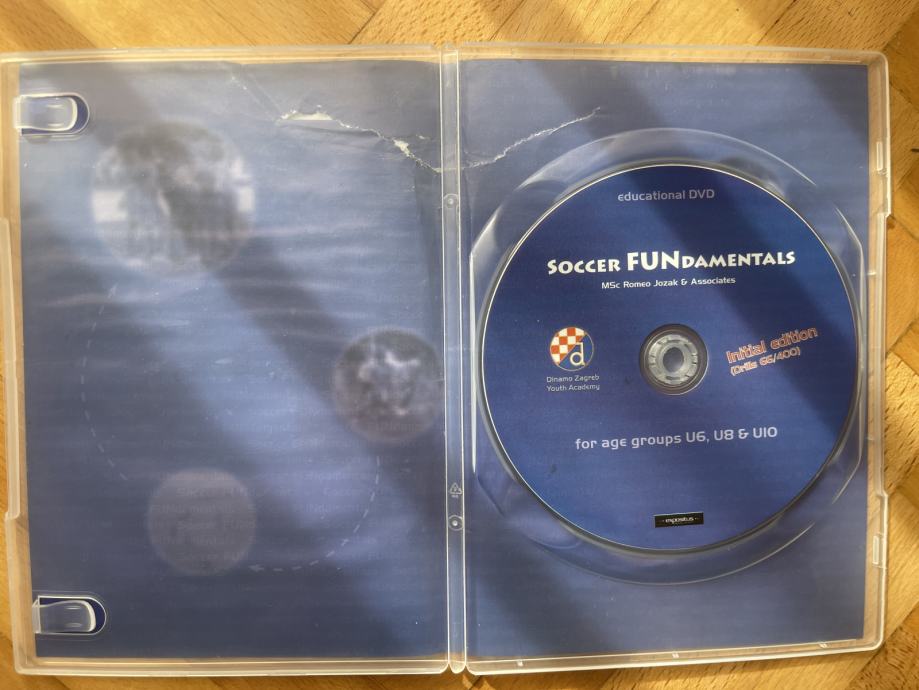 educational DVD
SOCCER FUNDAMENTALS
MSc Romeo Jozak & Associates
Initial edition
(Drills 66/400)
d
Dinamo Zagreb
Youth Academy
for age groups U6, U8 & U10
expositus